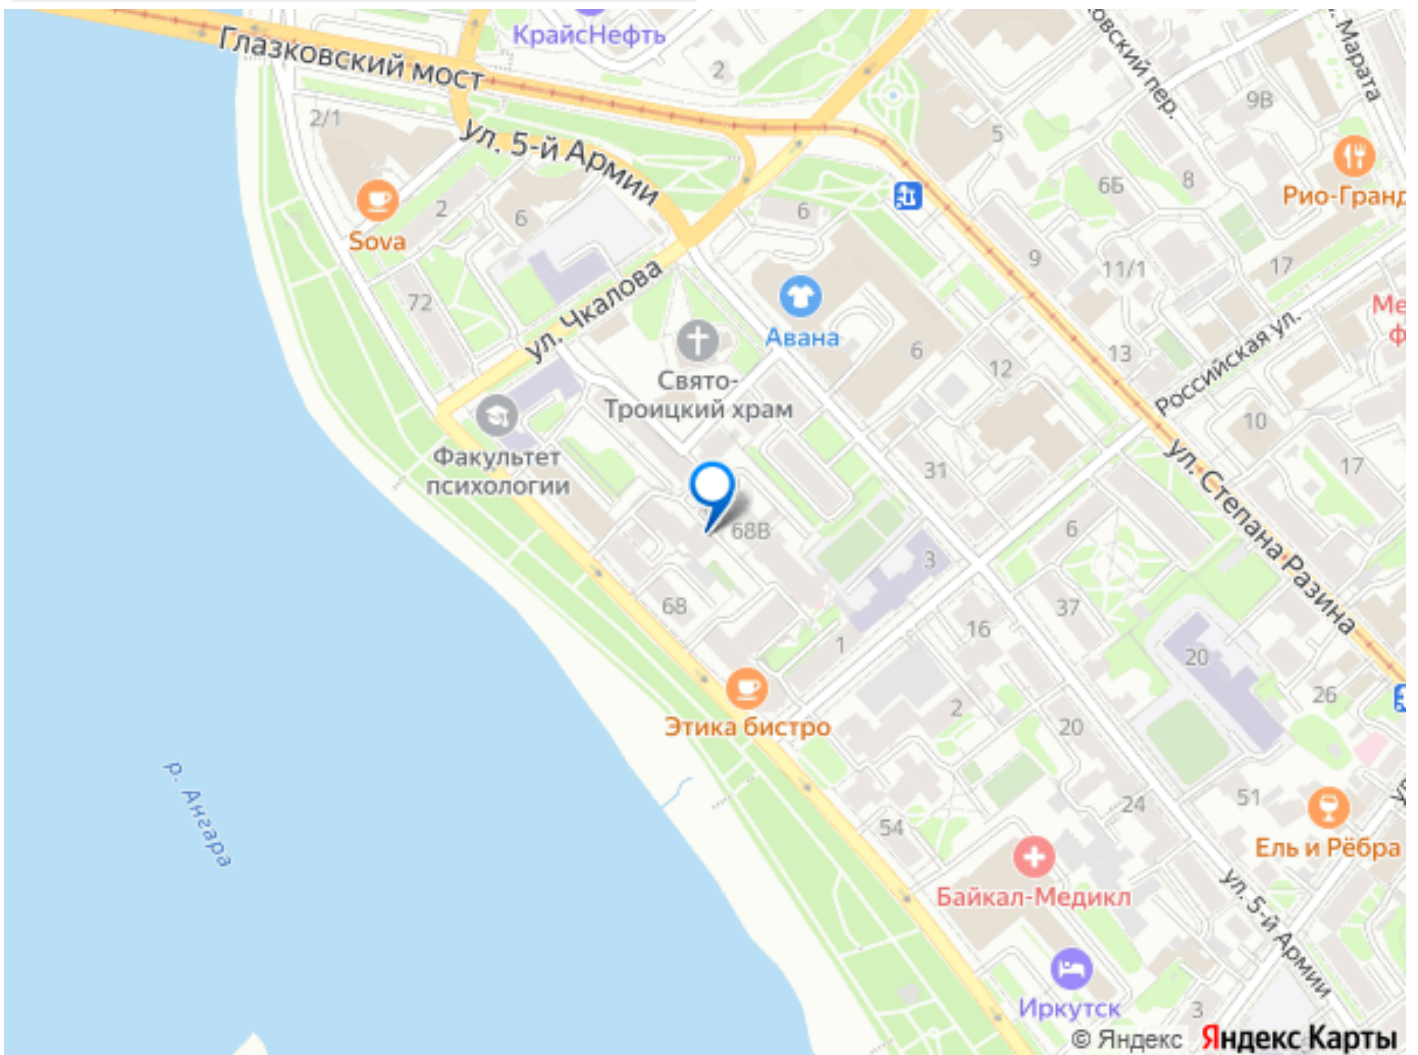 КрайсНефть
Глазковский мост
2
ул. Марата
9В
2/1
ул. 5-й Армии
5
6Б
8
Рио-Гранд
2
6
6
Sova
9
11/1
17
72
ул. Чкалова
Авана
6
13
12
Российская ул.
Свято-
Троицкий храм
10
Факультет
психологии
31
17
ул. Степана Разина
68В
6
3
68
37
16
1
20
26
Этика бистро
2
20
р. Ангара
51
24
54
Ель и Рёбра
Байкал-Медикл
ул. 5-й Армии
Иркутск
3
© Яндекс Яндекс Карты